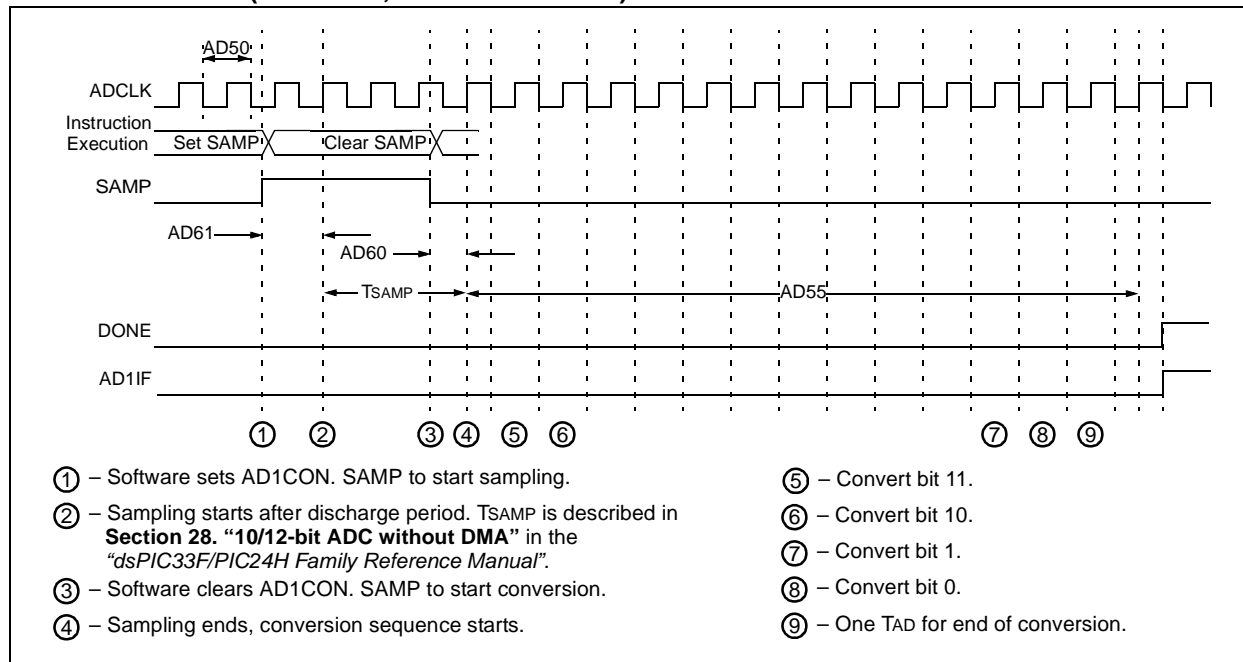 AD50
ADCLK
Instruction
Execution
Set SAMP
Clear SAMP
SAMP
AD61
AD60
TSAMP
AD55
DONE
AD1IF
1 2 3 4 5 6 7 8 9
1 – Software sets AD1CON. SAMP to start sampling.
2 – Sampling starts after discharge period. TSAMP is described in
Section 28. “10/12-bit ADC without DMA” in the
“dsPIC33F/PIC24H Family Reference Manual”.
3 – Software clears AD1CON. SAMP to start conversion.
4 – Sampling ends, conversion sequence starts.
5 – Convert bit 11.
6 – Convert bit 10.
7 – Convert bit 1.
8 – Convert bit 0.
9 – One TAD for end of conversion.